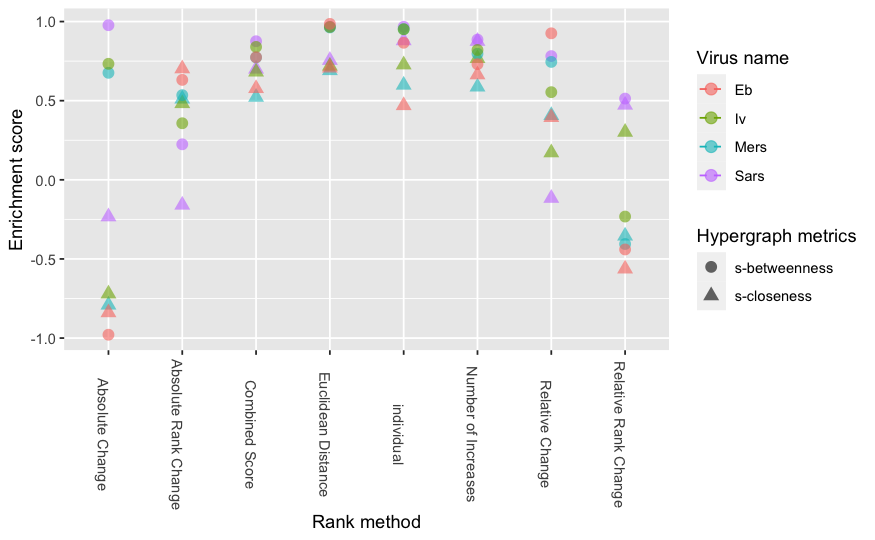 Enrichment score
1.0
0.5
0.0
-0.5
-1.0
Absolute Change
Absolute Rank Change
Combined Score
Euclidean Distance
individual
Number of Increases
Relative Change
Relative Rank Change
Rank method
Virus name
Eb
Iv
Mers
Sars
Hypergraph metrics
s-betweenness
s-closeness